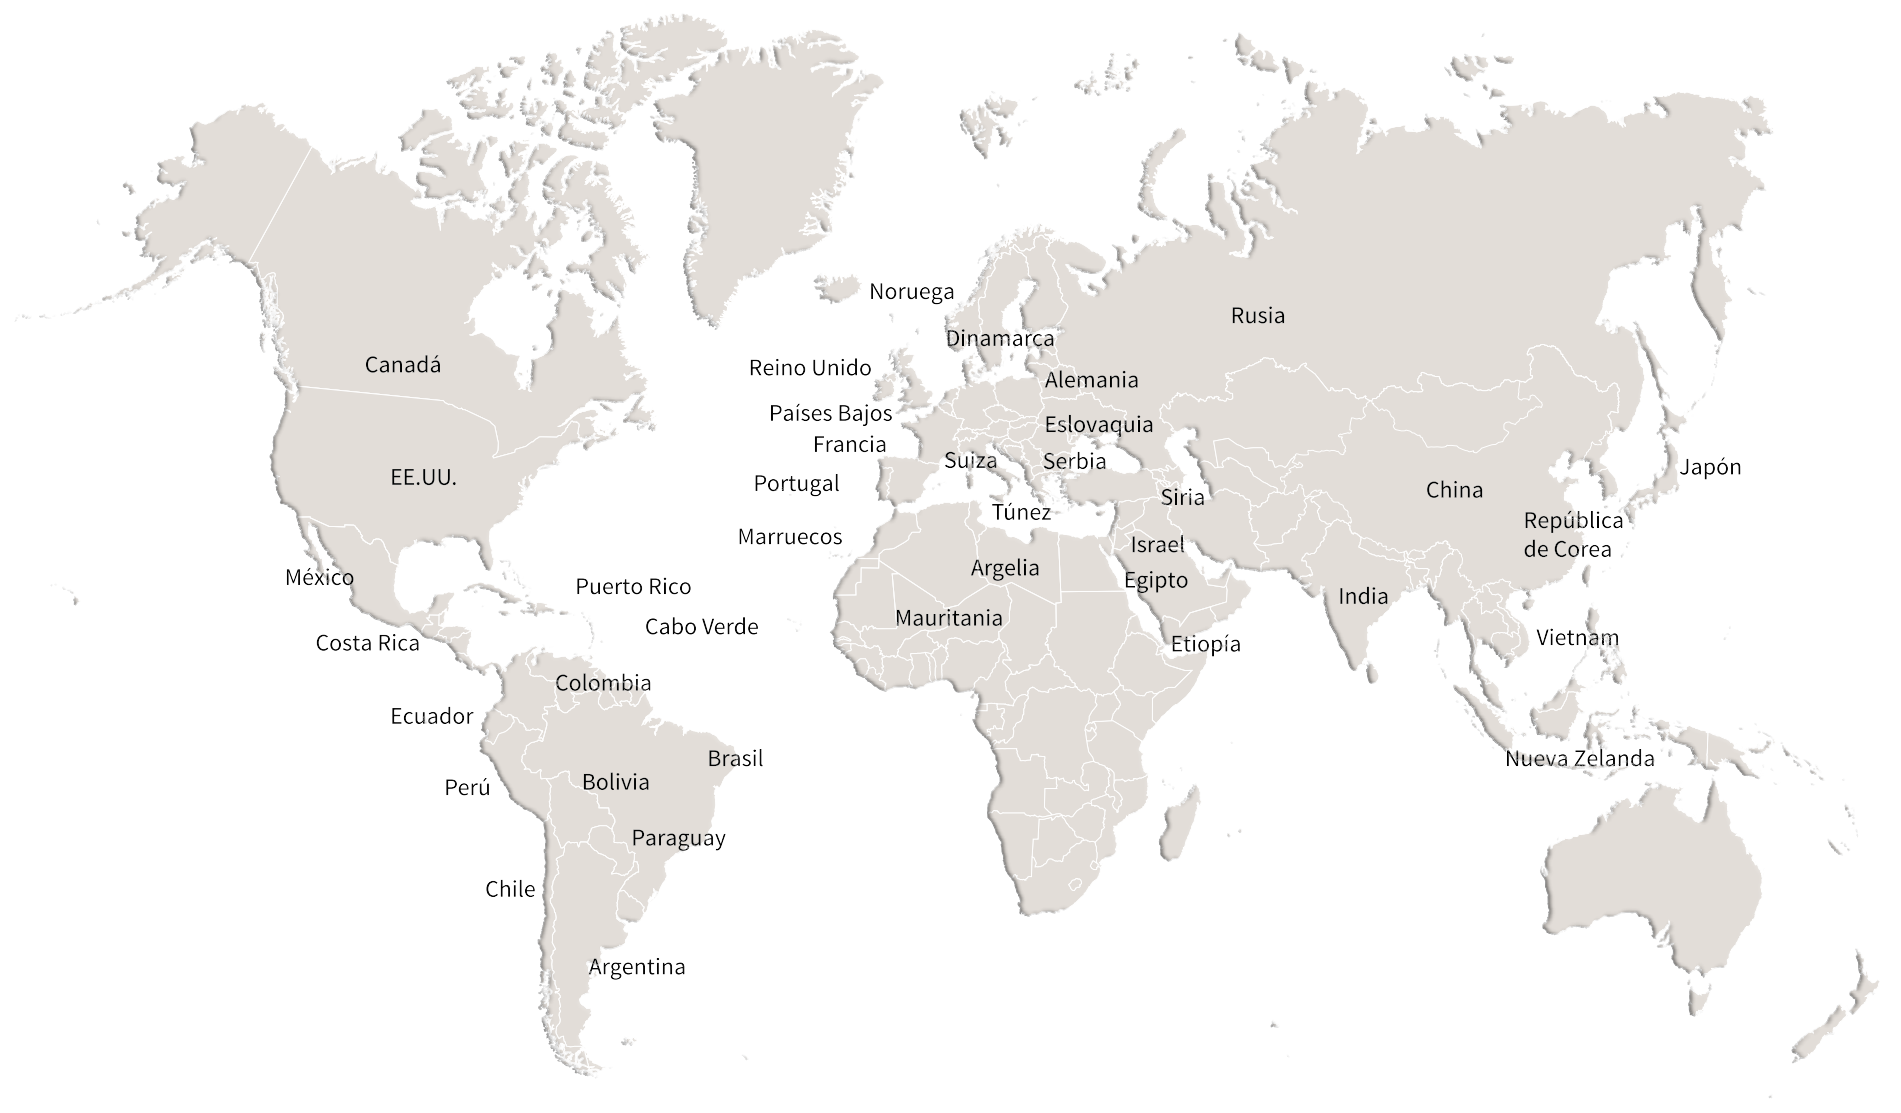 Noruega
Rusia
Dinamarca
Canadá
Reino Unido
Alemania
Países Bajos
Eslovaquia
Francia
Suiza
Serbia
Japón
EE.UU.
Portugal
China
Siria
Túnez
República
de Corea
Marruecos
Israel
Argelia
México
Egipto
Puerto Rico
India
Mauritania
Cabo Verde
Vietnam
Costa Rica
Etiopía
Colombia
Ecuador
Brasil
Nueva Zelanda
Bolivia
Perú
Paraguay
Chile
Argentina